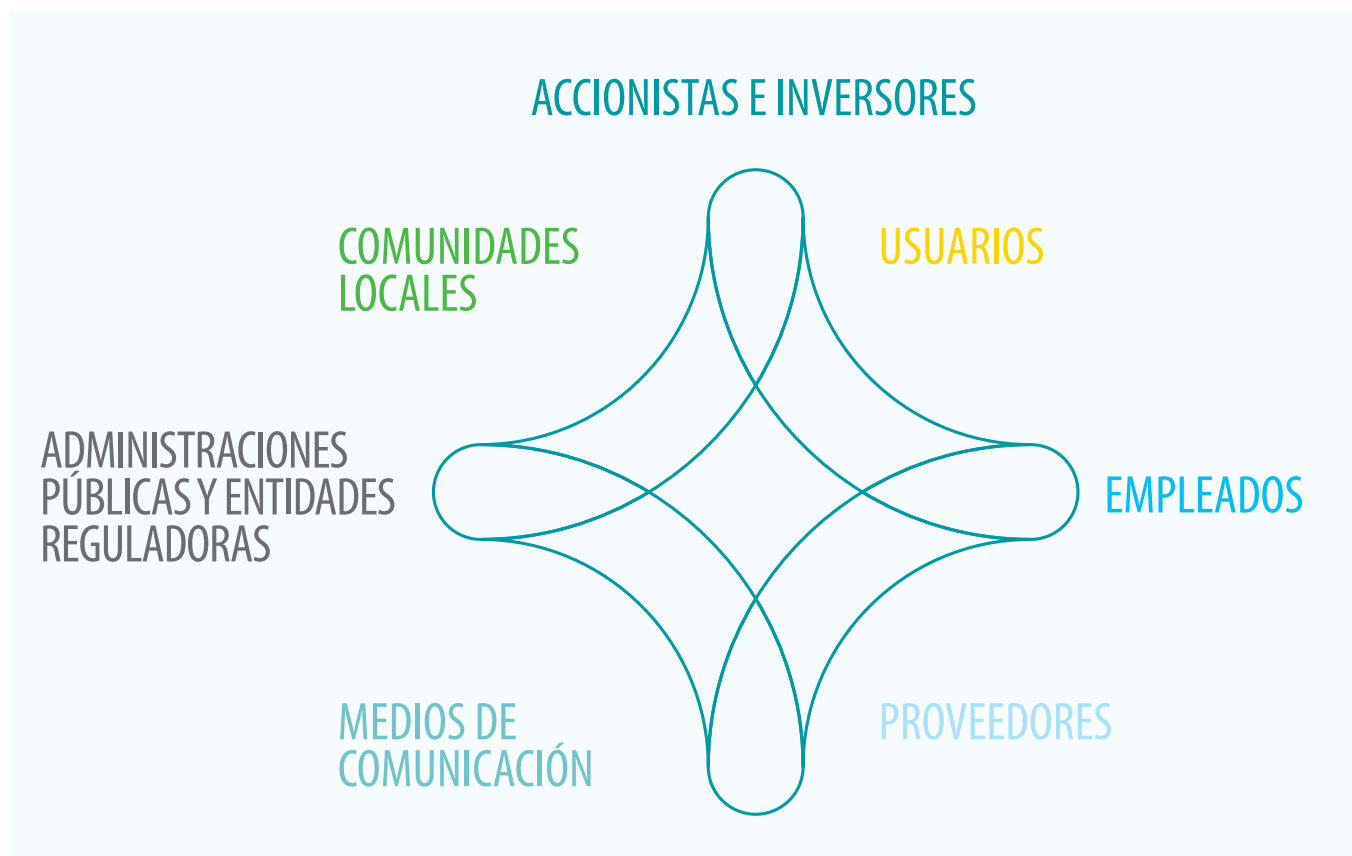 ACCIONISTAS E INVERSORES
COMUNIDADES
LOCALES
USUARIOS
ADMINISTRACIONES
PÚBLICAS Y ENTIDADES
REGULADORAS
EMPLEADOS
MEDIOS DE
COMUNICACIÓN
PROVEEDORES